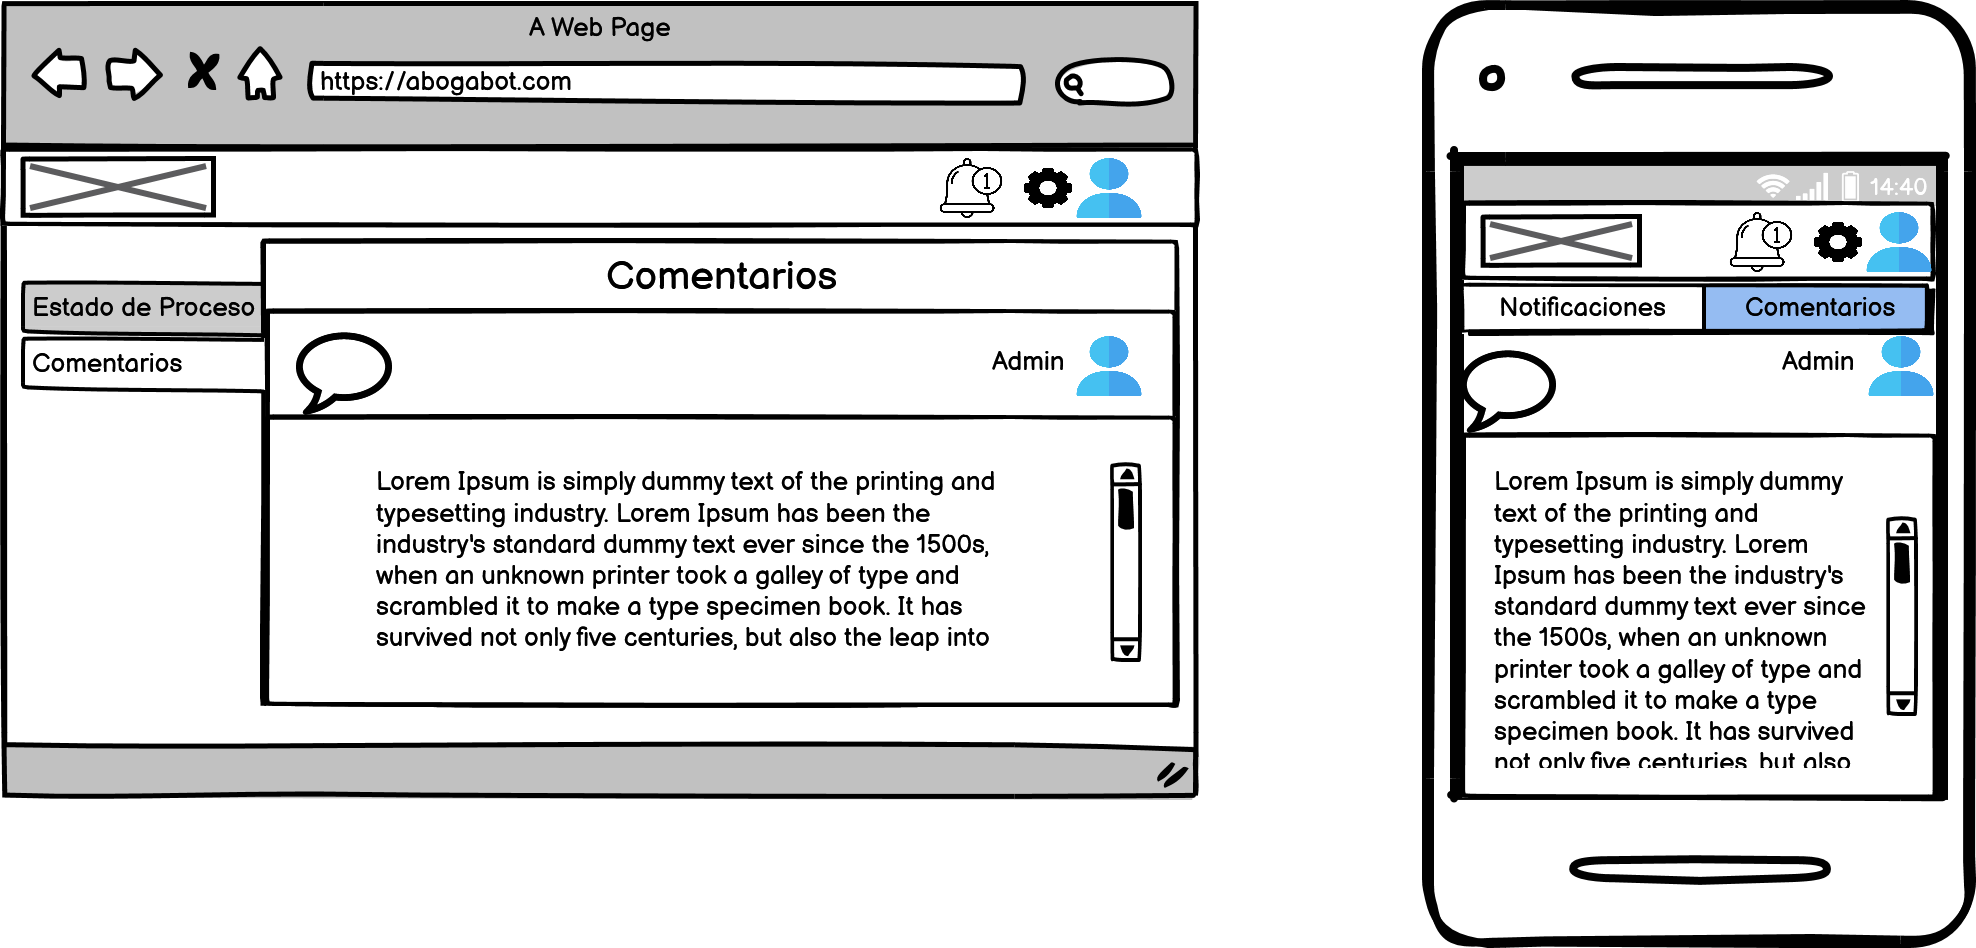 A Web Page
https://abogabot.com
1
Estado de Proceso
Comentarios
Comentarios
Admin
Lorem Ipsum is simply dummy text of the printing and
typesetting industry. Lorem Ipsum has been the
industry's standard dummy text ever since the 1500s,
when an unknown printer took a galley of type and
scrambled it to make a type specimen book. It has
survived not only five centuries, but also the leap into
14:40
1
Notificaciones
Comentarios
Admin
Lorem Ipsum is simply dummy
text of the printing and
typesetting industry. Lorem
Ipsum has been the industry's
standard dummy text ever since
the 1500s, when an unknown
printer took a galley of type and
scrambled it to make a type
specimen book. It has survived
not only five centuries, but also